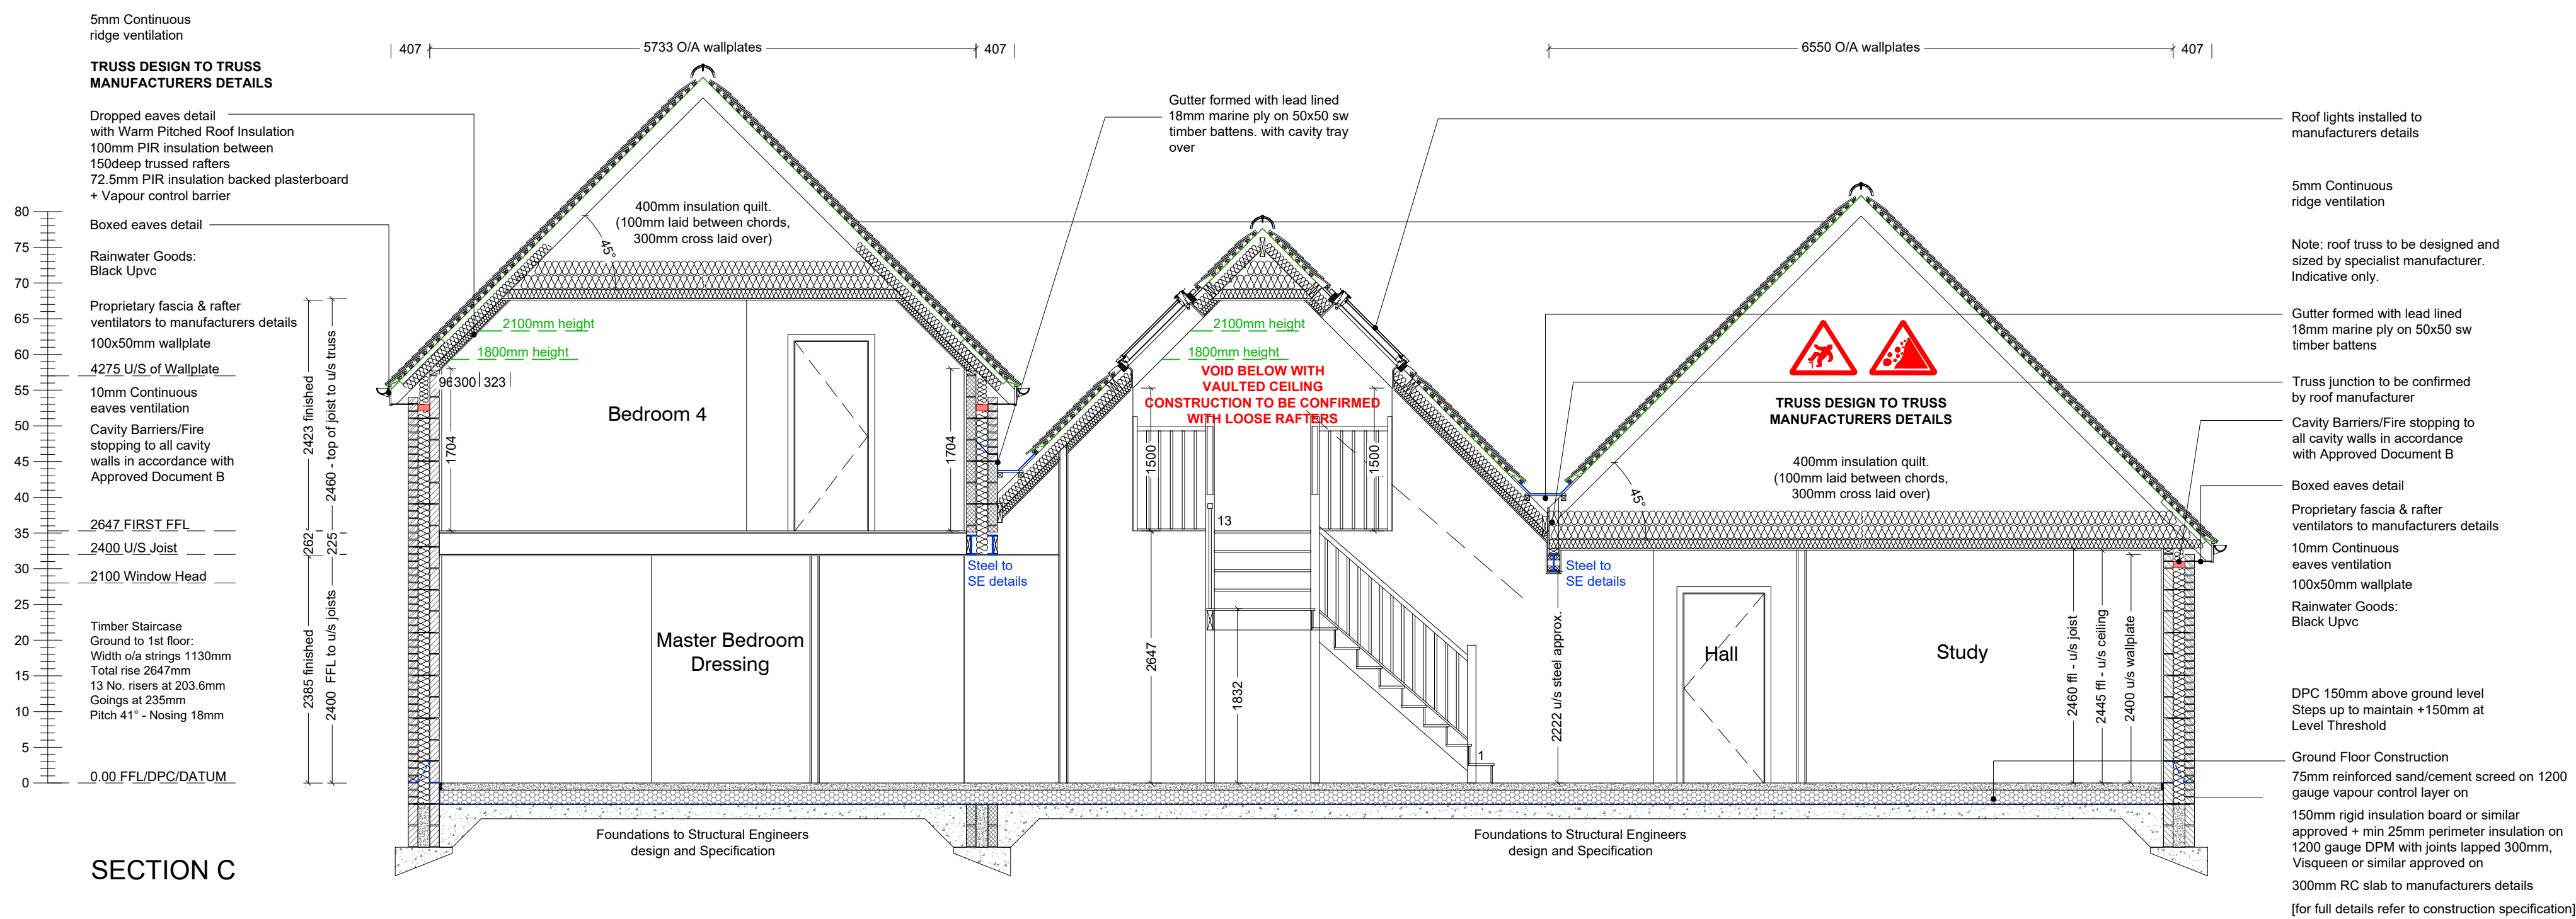 5mm Continuous
ridge ventilation
TRUSS DESIGN TO TRUSS
MANUFACTURERS DETAILS
Dropped eaves detail
with Warm Pitched Roof Insulation
100mm PIR insulation between
150deep trussed rafters
72.5mm PIR insulation backed plasterboard
+ Vapour control barrier
Boxed eaves detail
Rainwater Goods:
Black Upvc
Proprietary fascia & rafter
ventilators to manufacturers details
100x50mm wallplate
4275 U/S of Wallplate
10mm Continuous
eaves ventilation
Cavity Barriers/Fire
stopping to all cavity
walls in accordance with
Approved Document B
2647 FIRST FFL
2400 U/S Joist
2100 Window Head
Timber Staircase
Ground to 1st floor:
Width o/a strings 1130mm
Total rise 2647mm
13 No. risers at 203.6mm
Goings at 235mm
Pitch 41° - Nosing 18mm
0.00 FFL/DPC/DATUM
SECTION C
80
75
70
65
60
55
50
45
40
35
30
25
20
15
10
5
0
2423 finished
2460 - top of joist to u/s truss
262
225
2385 finished
2400 FFL to u/s joists
407
5733 O/A wallplates
407
6550 O/A wallplates
407
400mm insulation quilt.
(100mm laid between chords,
300mm cross laid over)
45°
2100mm height
1800mm height
96
300
323
1704
Bedroom 4
1704
Master Bedroom
Dressing
Steel to
SE details
Foundations to Structural Engineers
design and Specification
Gutter formed with lead lined
18mm marine ply on 50x50 sw
timber battens. with cavity tray
over
2100mm height
1800mm height
VOID BELOW WITH
VAULTED CEILING
CONSTRUCTION TO BE CONFIRMED
WITH LOOSE RAFTERS
1500
1500
13
2647
1832
1
Steel to
SE details
2222 u/s steel approx.
TRUSS DESIGN TO TRUSS
MANUFACTURERS DETAILS
400mm insulation quilt.
(100mm laid between chords,
300mm cross laid over)
45°
Hall
Study
2460 ffl - u/s joist
2445 ffl - u/s ceiling
2400 u/s wallplate
Foundations to Structural Engineers
design and Specification
Roof lights installed to
manufacturers details
5mm Continuous
ridge ventilation
Note: roof truss to be designed and
sized by specialist manufacturer.
Indicative only.
Gutter formed with lead lined
18mm marine ply on 50x50 sw
timber battens
Truss junction to be confirmed
by roof manufacturer
Cavity Barriers/Fire stopping to
all cavity walls in accordance
with Approved Document B
Boxed eaves detail
Proprietary fascia & rafter
ventilators to manufacturers details
10mm Continuous
eaves ventilation
100x50mm wallplate
Rainwater Goods:
Black Upvc
DPC 150mm above ground level
Steps up to maintain +150mm at
Level Threshold
Ground Floor Construction
75mm reinforced sand/cement screed on 1200
gauge vapour control layer on
150mm rigid insulation board or similar
approved + min 25mm perimeter insulation on
1200 gauge DPM with joints lapped 300mm,
Visqueen or similar approved on
300mm RC slab to manufacturers details
[for full details refer to construction specification]